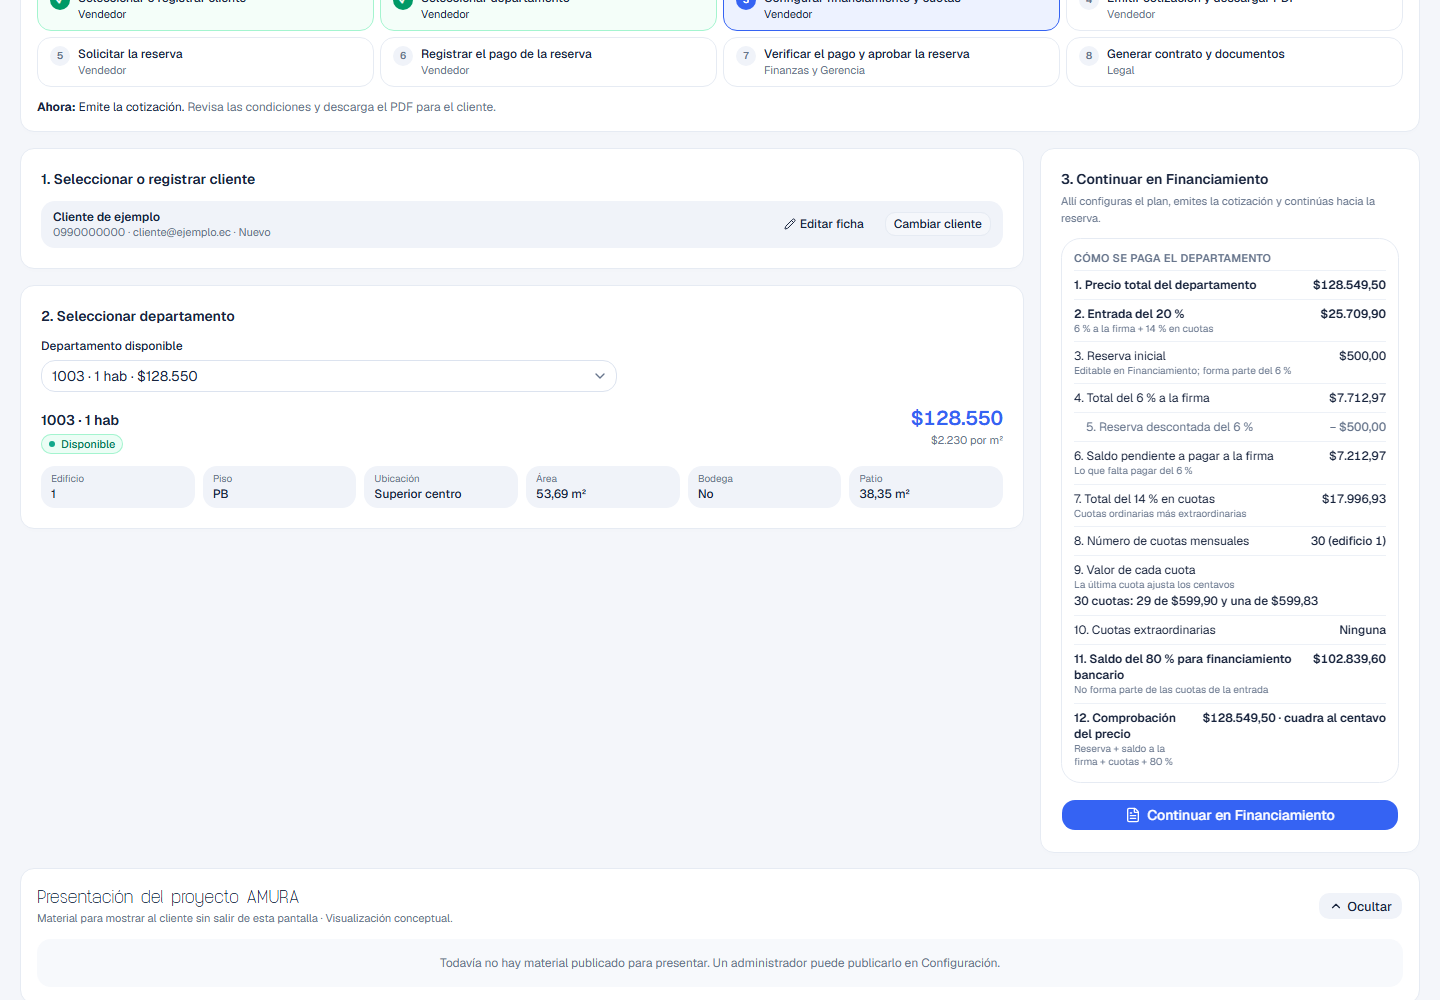 Seleccionar o registrar cliente
Vendedor
Seleccionar departamento
Vendedor
3 Configurar financiamiento y cuotas
Vendedor
4 Emitir cotización y descargar PDF
Vendedor
5 Solicitar la reserva
Vendedor
6 Registrar el pago de la reserva
Vendedor
7 Verificar el pago y aprobar la reserva
Finanzas y Gerencia
8 Generar contrato y documentos
Legal
Ahora: Emite la cotización. Revisa las condiciones y descarga el PDF para el cliente.
1. Seleccionar o registrar cliente
Cliente de ejemplo
0990000000 · cliente@ejemplo.ec · Nuevo
Editar ficha
Cambiar cliente
2. Seleccionar departamento
Departamento disponible
1003 · 1 hab · $128.550
1003 · 1 hab
$128.550
Disponible
$2.230 por m²
Edificio
1
Piso
PB
Ubicación
Superior centro
Área
53,69 m²
Bodega
No
Patio
38,35 m²
3. Continuar en Financiamiento
Allí configuras el plan, emites la cotización y continúas hacia la
reserva.
CÓMO SE PAGA EL DEPARTAMENTO
1. Precio total del departamento $128.549,50
2. Entrada del 20 % $25.709,90
6 % a la firma + 14 % en cuotas
3. Reserva inicial $500,00
Editable en Financiamiento; forma parte del 6 %
4. Total del 6 % a la firma $7.712,97
5. Reserva descontada del 6 % – $500,00
6. Saldo pendiente a pagar a la firma $7.212,97
Lo que falta pagar del 6 %
7. Total del 14 % en cuotas $17.996,93
Cuotas ordinarias más extraordinarias
8. Número de cuotas mensuales 30 (edificio 1)
9. Valor de cada cuota
La última cuota ajusta los centavos
30 cuotas: 29 de $599,90 y una de $599,83
10. Cuotas extraordinarias Ninguna
11. Saldo del 80 % para financiamiento $102.839,60
bancario
No forma parte de las cuotas de la entrada
12. Comprobación $128.549,50 · cuadra al centavo
del precio
Reserva + saldo a la
firma + cuotas + 80 %
Continuar en Financiamiento
Presentación del proyecto AMURA
Material para mostrar al cliente sin salir de esta pantalla · Visualización conceptual.
Ocultar
Todavía no hay material publicado para presentar. Un administrador puede publicarlo en Configuración.